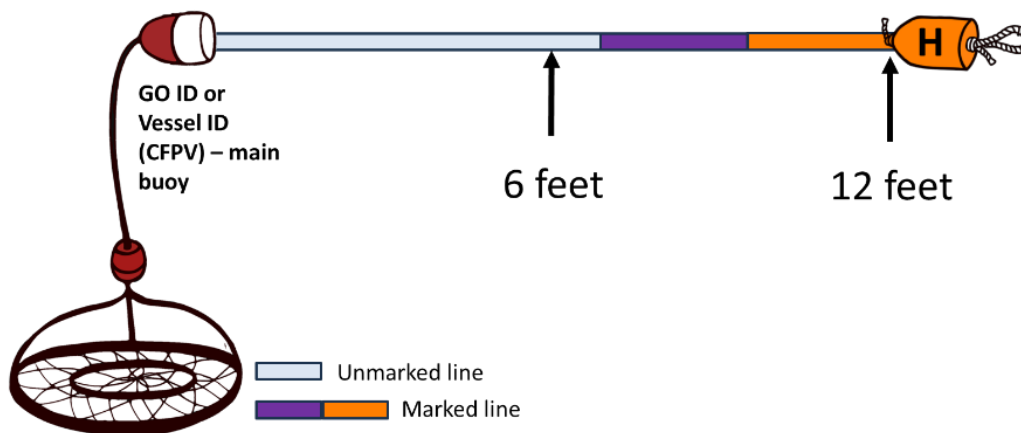 H
GO ID or
Vessel ID
(CFPV) – main
buoy
6 feet
12 feet
Unmarked line
Marked line